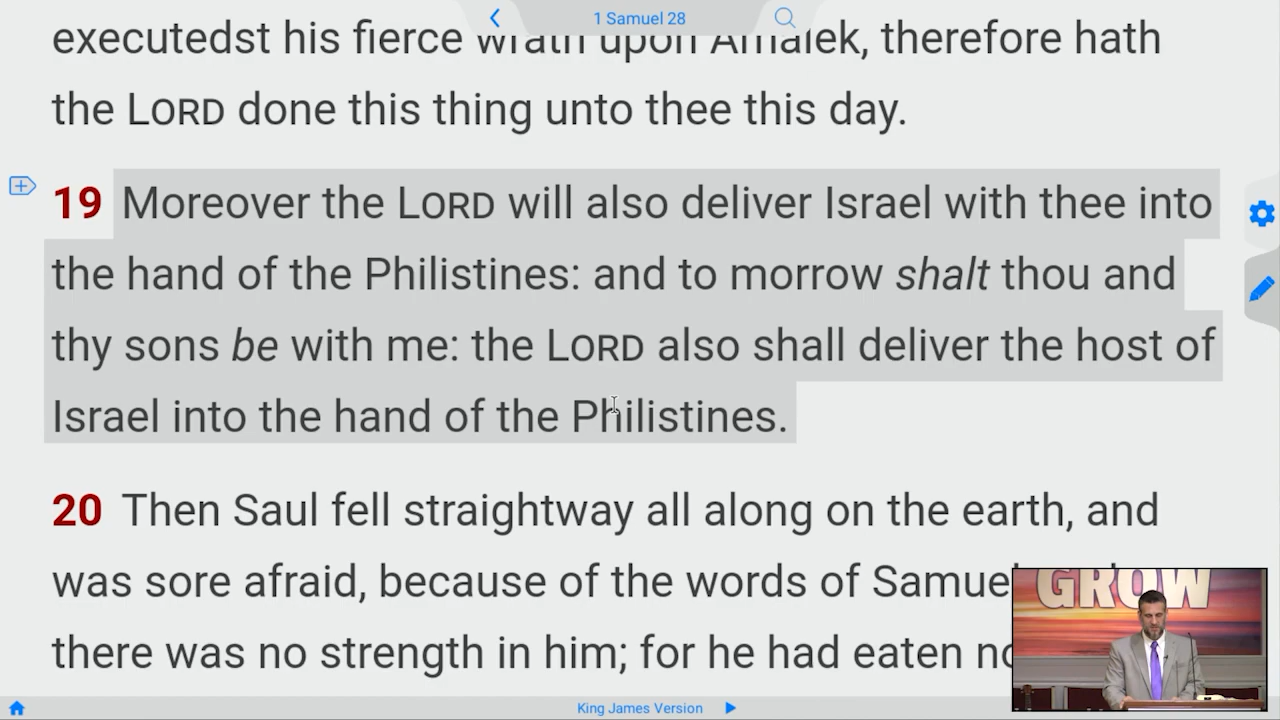 1 Samuel 28
executedst his fierce wrath upon Amalek, therefore hath
the LORD done this thing unto thee this day.
19 Moreover the LORD will also deliver Israel with thee into
the hand of the Philistines: and to morrow shalt thou and
thy sons be with me: the LORD also shall deliver the host of
Israel into the hand of the Philistines.
20 Then Saul fell straightway all along on the earth, and
was sore afraid, because of the words of Samuel
there was no strength in him; for he had eaten no
GROW
King James Version